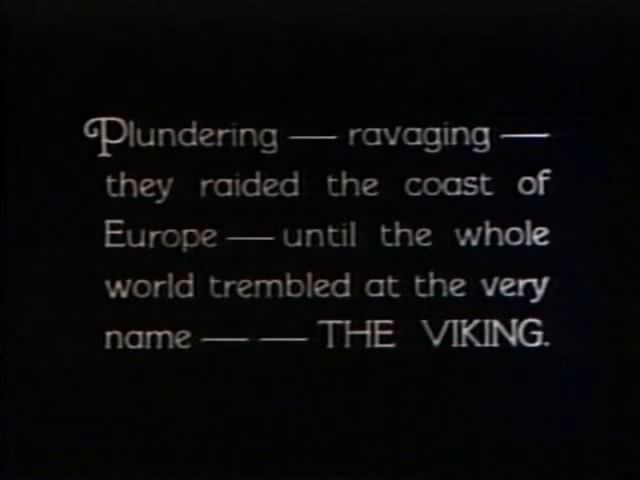 Plundering — ravaging —
they raided the coast of
Europe — until the whole
world trembled at the very
name — — THE VIKING.